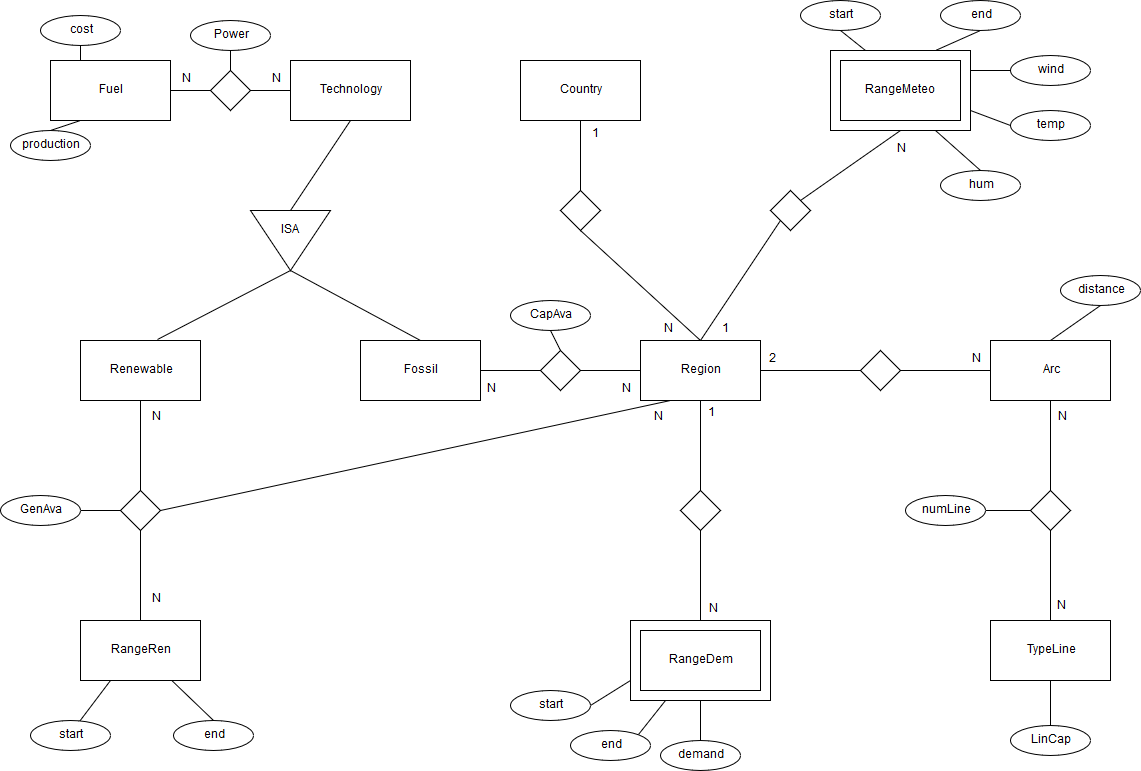 start
end
cost
Power
Fuel
N
N
Technology
Country
RangeMeteo
wind
temp
production
1
N
hum
ISA
distance
CapAva
N
1
Renewable
Fossil
N
N
Region
2
N
Arc
N
N
1
N
GenAva
numLine
N
N
N
RangeRen
RangeDem
TypeLine
start
end
start
end
demand
LinCap